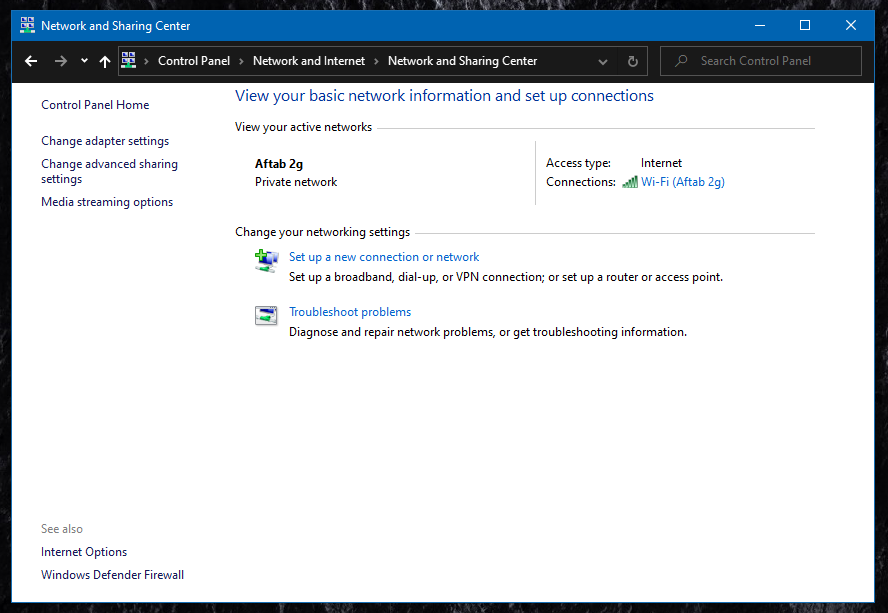 Network and Sharing Center
Control Panel › Network and Internet › Network and Sharing Center
Search Control Panel
Control Panel Home
Change adapter settings
Change advanced sharing
settings
Media streaming options
View your basic network information and set up connections
View your active networks
Aftab 2g
Private network
Access type: Internet
Connections: Wi-Fi (Aftab 2g)
Change your networking settings
Set up a new connection or network
Set up a broadband, dial-up, or VPN connection; or set up a router or access point.
Troubleshoot problems
Diagnose and repair network problems, or get troubleshooting information.
See also
Internet Options
Windows Defender Firewall